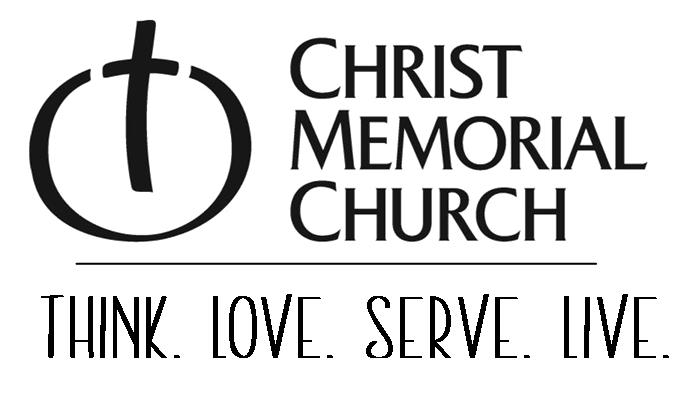 CHRIST
MEMORIAL
CHURCH
THINK. LOVE. SERVE. LIVE.